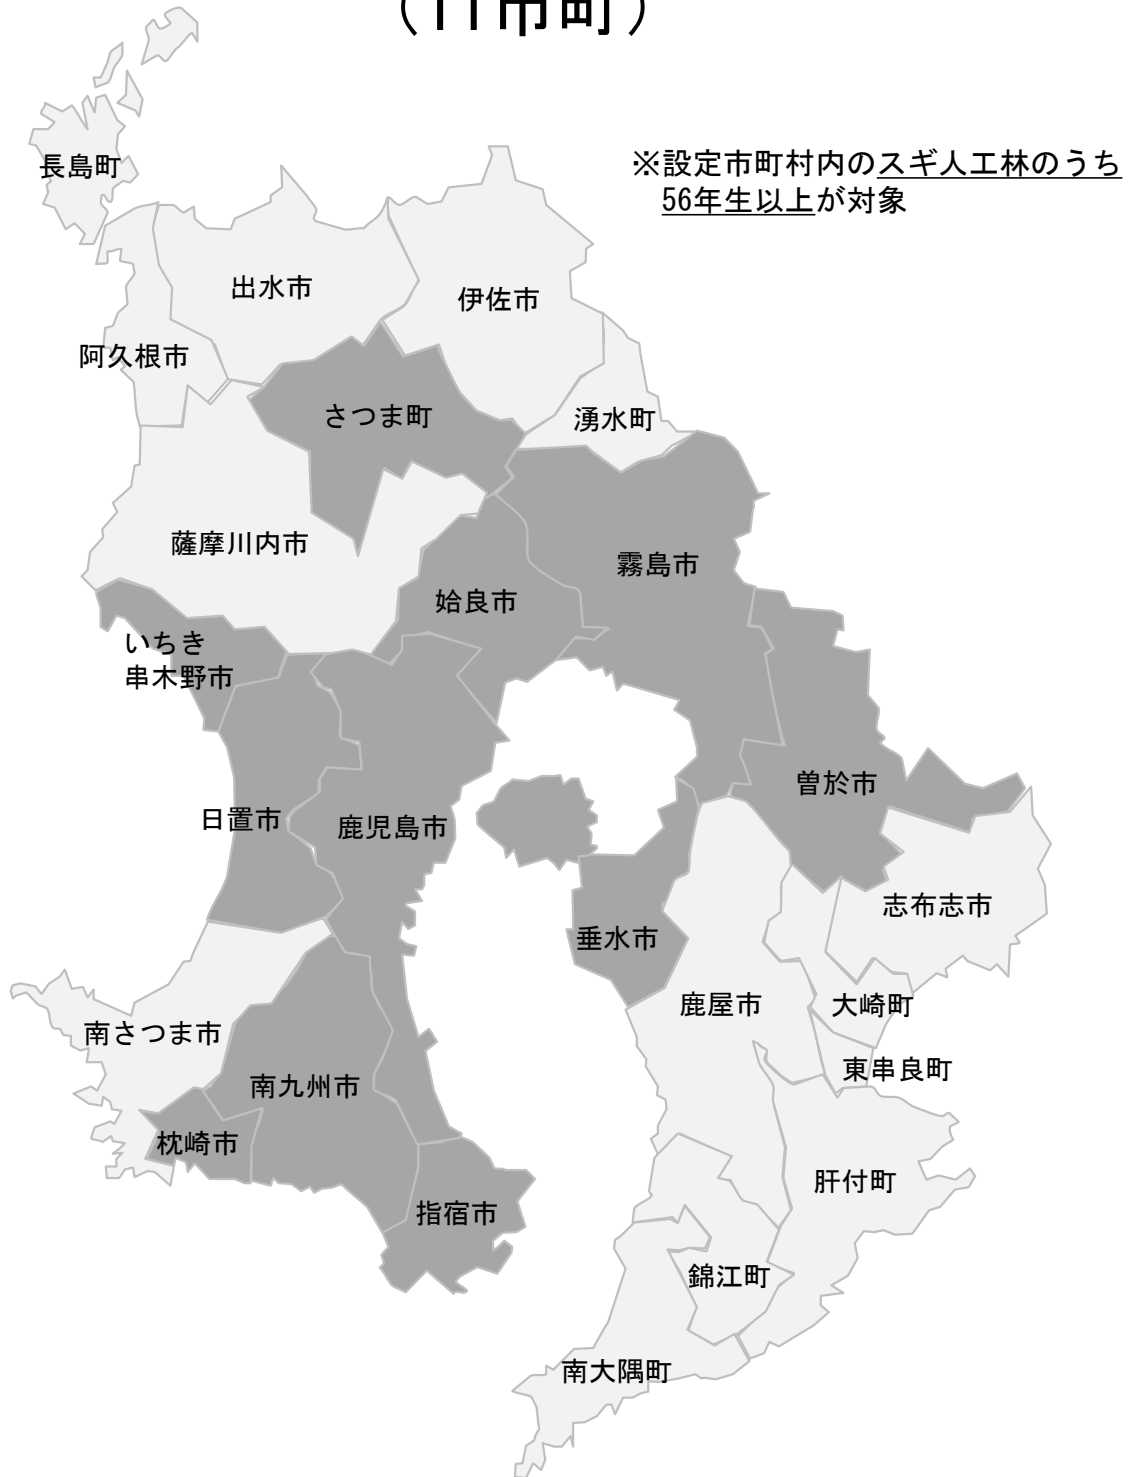 （11市町）
※設定市町村内のスギ人工林のうち
56年生以上が対象
長島町
出水市
伊佐市
阿久根市
さつま町
湧水町
薩摩川内市
霧島市
姶良市
いちき
串木野市
曽於市
日置市
鹿児島市
志布志市
垂水市
鹿屋市
大崎町
南さつま市
東串良町
南九州市
枕崎市
肝付町
指宿市
錦江町
南大隅町